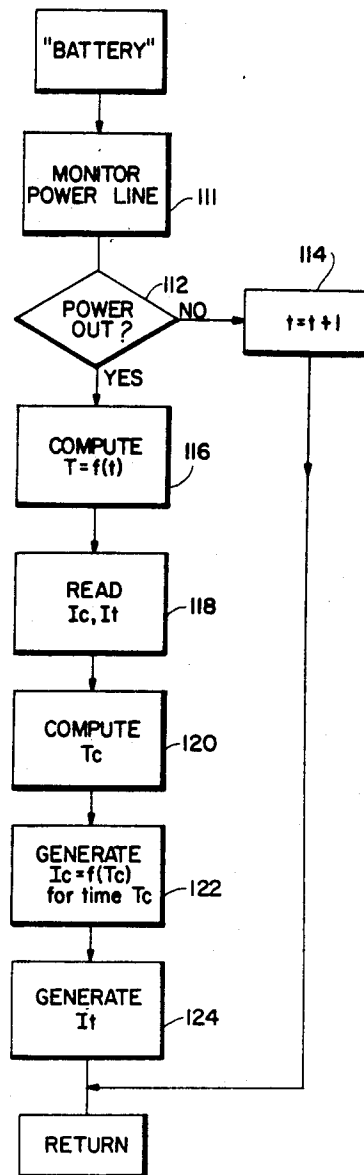 "BATTERY"
MONITOR
POWER LINE
111
112
POWER
OUT?
NO
114
t=t+1
YES
COMPUTE
T=f(t)
116
READ
Ic, It
118
COMPUTE
Tc
120
GENERATE
Ic=f(Tc)
for time Tc
122
GENERATE
It
124
RETURN